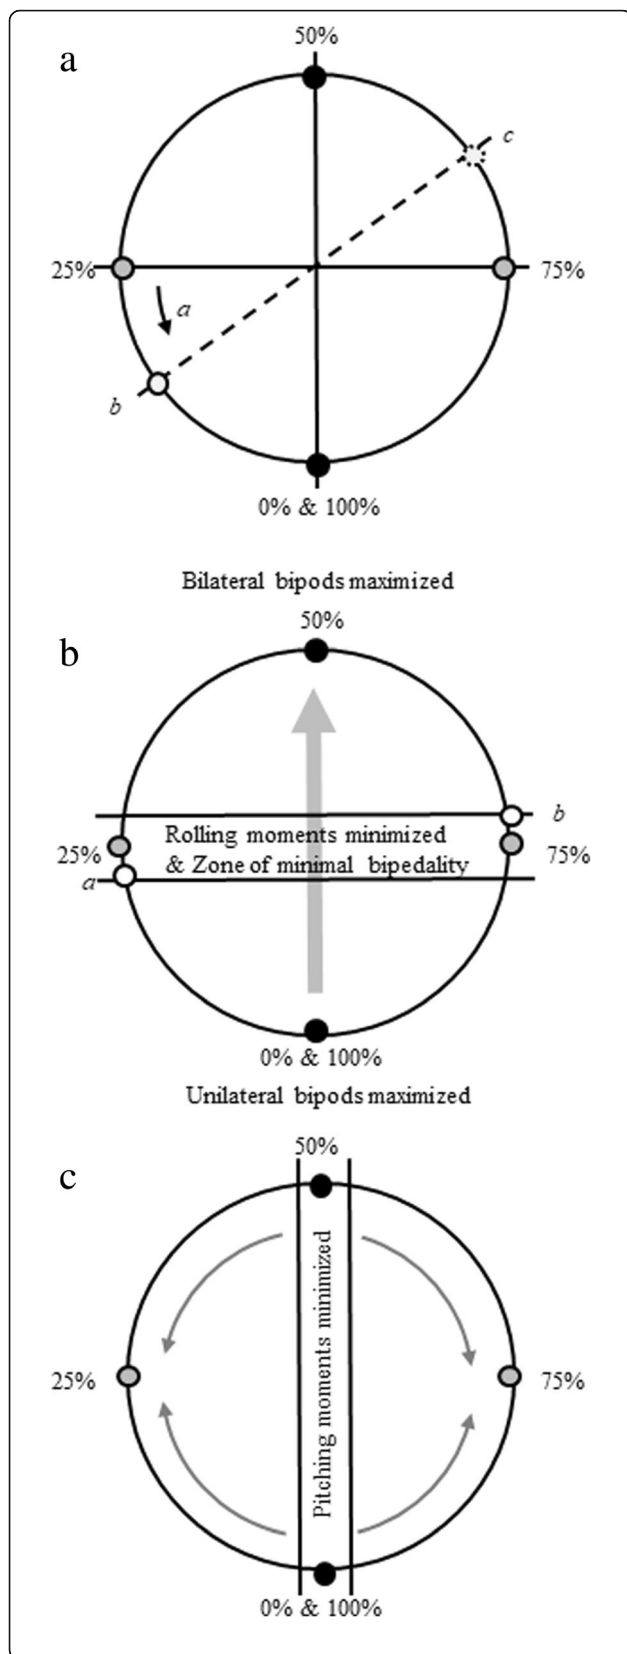 a
50%
c
25%
75%
a
b
0% & 100%
Bilateral bipods maximized
50%
b
b
Rolling moments minimized
25%
75%
& Zone of minimal bipedality
a
0% & 100%
Unilateral bipods maximized
50%
c
Pitching moments minimized
25%
75%
0% & 100%